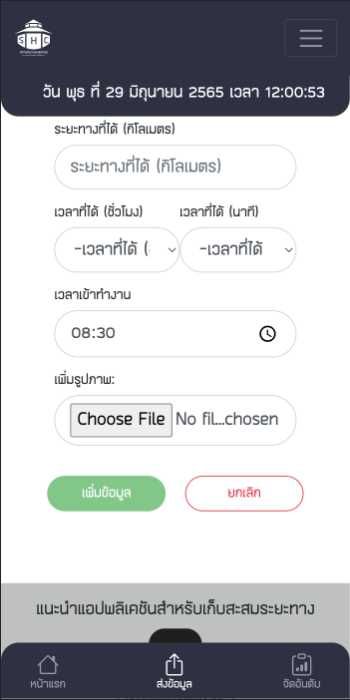 SHC
วัน พุธ ที่ 29 มิถุนายน 2565 เวลา 12:00:53
ระยะทางที่ได้ (กิโลเมตร)
ระยะทางที่ได้ (กิโลเมตร)
เวลาที่ได้ (ชั่วโมง) เวลาที่ได้ (นาที)
-เวลาที่ได้ ( -เวลาที่ได้
เวลาเข้าทำงาน
08:30
เพิ่มรูปภาพ:
Choose File No fil...chosen
เพิ่มข้อมูล ยกเลิก
แนะนำแอปพลิเคชันสำหรับเก็บสะสมระยะทาง
หน้าแรก ส่งข้อมูล จัดอันดับ